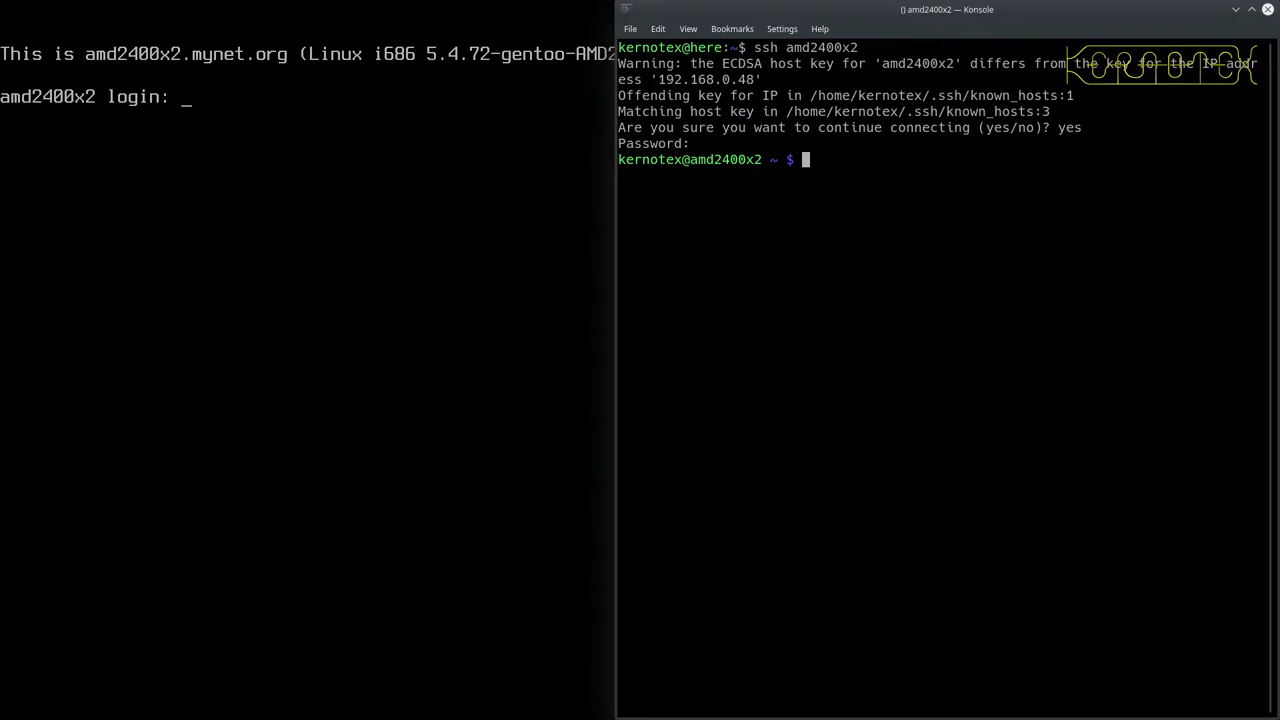 This is amd2400x2.mynet.org (Linux i686 5.4.72-gentoo-AMD2
amd2400x2 login: _
() amd2400x2 — Konsole
File Edit View Bookmarks Settings Help
kernotex@here:~$ ssh amd2400x2
Warning: the ECDSA host key for 'amd2400x2' differs from the key for the IP addr
ess '192.168.0.48'
Offending key for IP in /home/kernotex/.ssh/known_hosts:1
Matching host key in /home/kernotex/.ssh/known_hosts:3
Are you sure you want to continue connecting (yes/no)? yes
Password:
kernotex@amd2400x2 ~ $